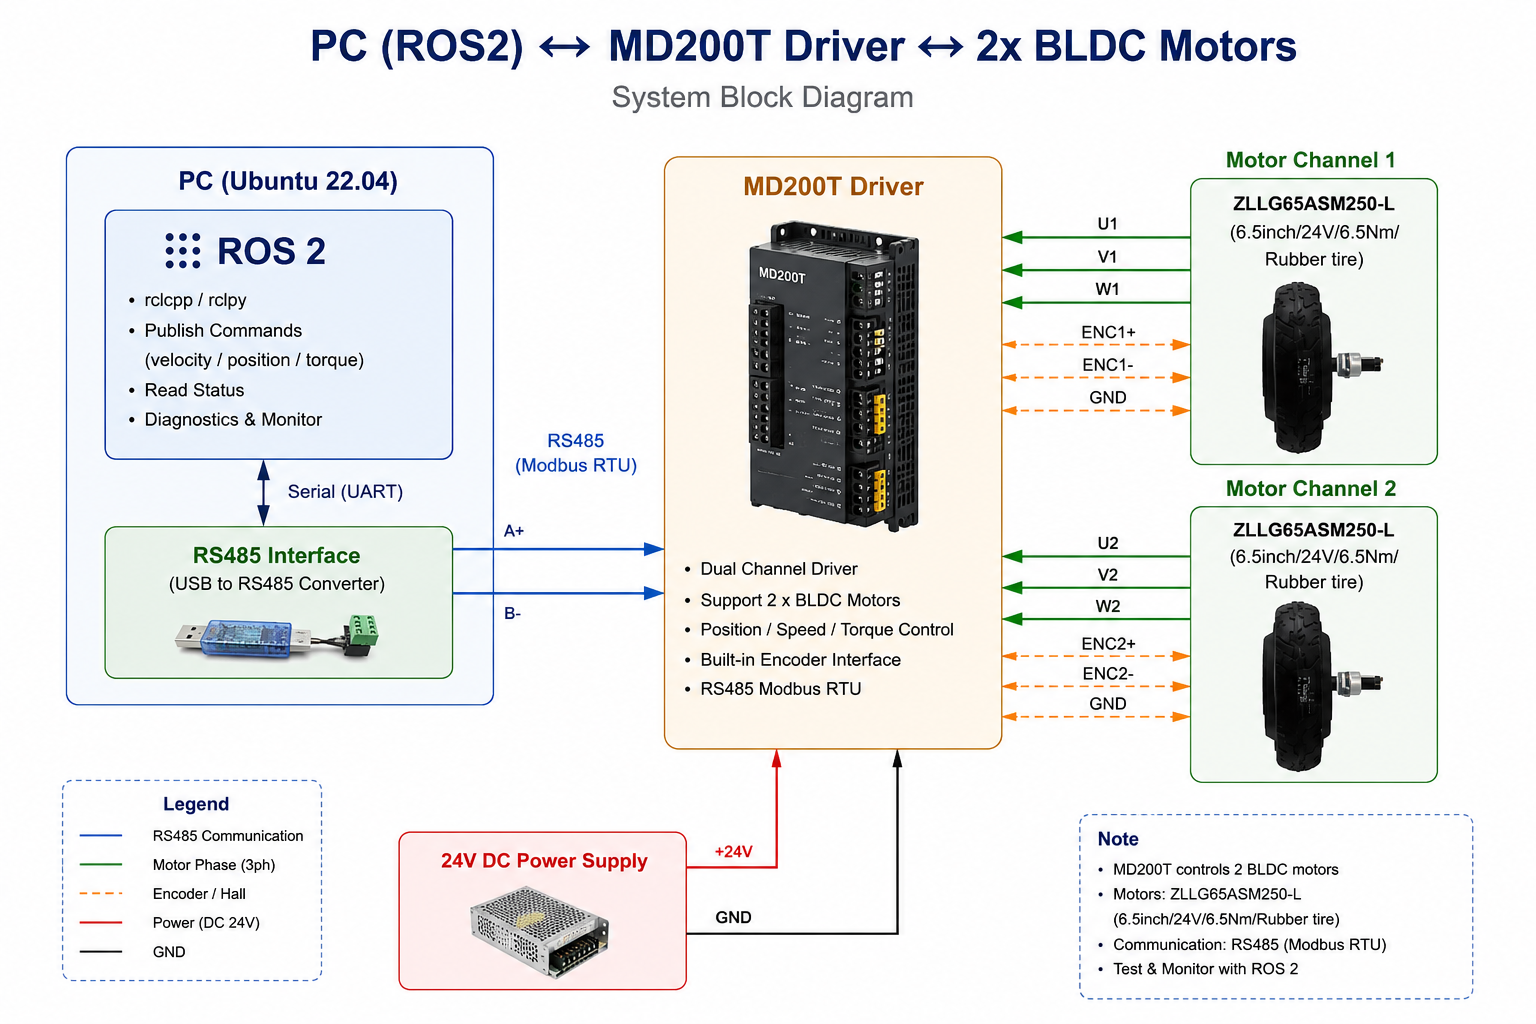 PC (ROS2) ↔ MD200T Driver ↔ 2x BLDC Motors
System Block Diagram
PC (Ubuntu 22.04)
ROS 2
• rclcpp / rclpy
• Publish Commands
(velocity / position / torque)
• Read Status
• Diagnostics & Monitor
Serial (UART)
RS485 Interface
(USB to RS485 Converter)
RS485
(Modbus RTU)
A+
B-
MD200T Driver
MD200T
• Dual Channel Driver
• Support 2 x BLDC Motors
• Position / Speed / Torque Control
• Built-in Encoder Interface
• RS485 Modbus RTU
U1
V1
W1
ENC1+
ENC1-
GND
Motor Channel 1
ZLLG65ASM250-L
(6.5inch/24V/6.5Nm/
Rubber tire)
U2
V2
W2
ENC2+
ENC2-
GND
Motor Channel 2
ZLLG65ASM250-L
(6.5inch/24V/6.5Nm/
Rubber tire)
Legend
RS485 Communication
Motor Phase (3ph)
Encoder / Hall
Power (DC 24V)
GND
24V DC Power Supply
+24V
GND
Note
• MD200T controls 2 BLDC motors
• Motors: ZLLG65ASM250-L
(6.5inch/24V/6.5Nm/Rubber tire)
• Communication: RS485 (Modbus RTU)
• Test & Monitor with ROS 2